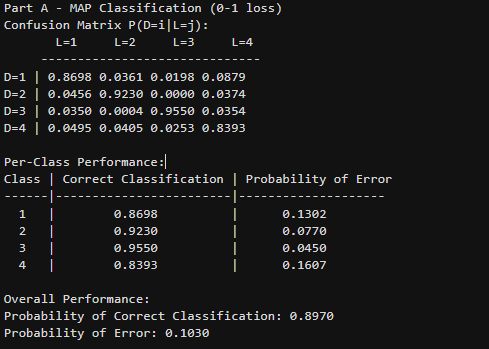 Part A - MAP Classification (0-1 loss)
Confusion Matrix P(D=i|L=j):
       L=1     L=2     L=3     L=4
     ------------------------------
D=1 | 0.8698 0.0361 0.0198 0.0879
D=2 | 0.0456 0.9230 0.0000 0.0374
D=3 | 0.0350 0.0004 0.9550 0.0354
D=4 | 0.0495 0.0405 0.0253 0.8393

Per-Class Performance:
Class | Correct Classification | Probability of Error
------|------------------------|--------------------
  1   |        0.8698          |      0.1302
  2   |        0.9230          |      0.0770
  3   |        0.9550          |      0.0450
  4   |        0.8393          |      0.1607

Overall Performance:
Probability of Correct Classification: 0.8970
Probability of Error: 0.1030